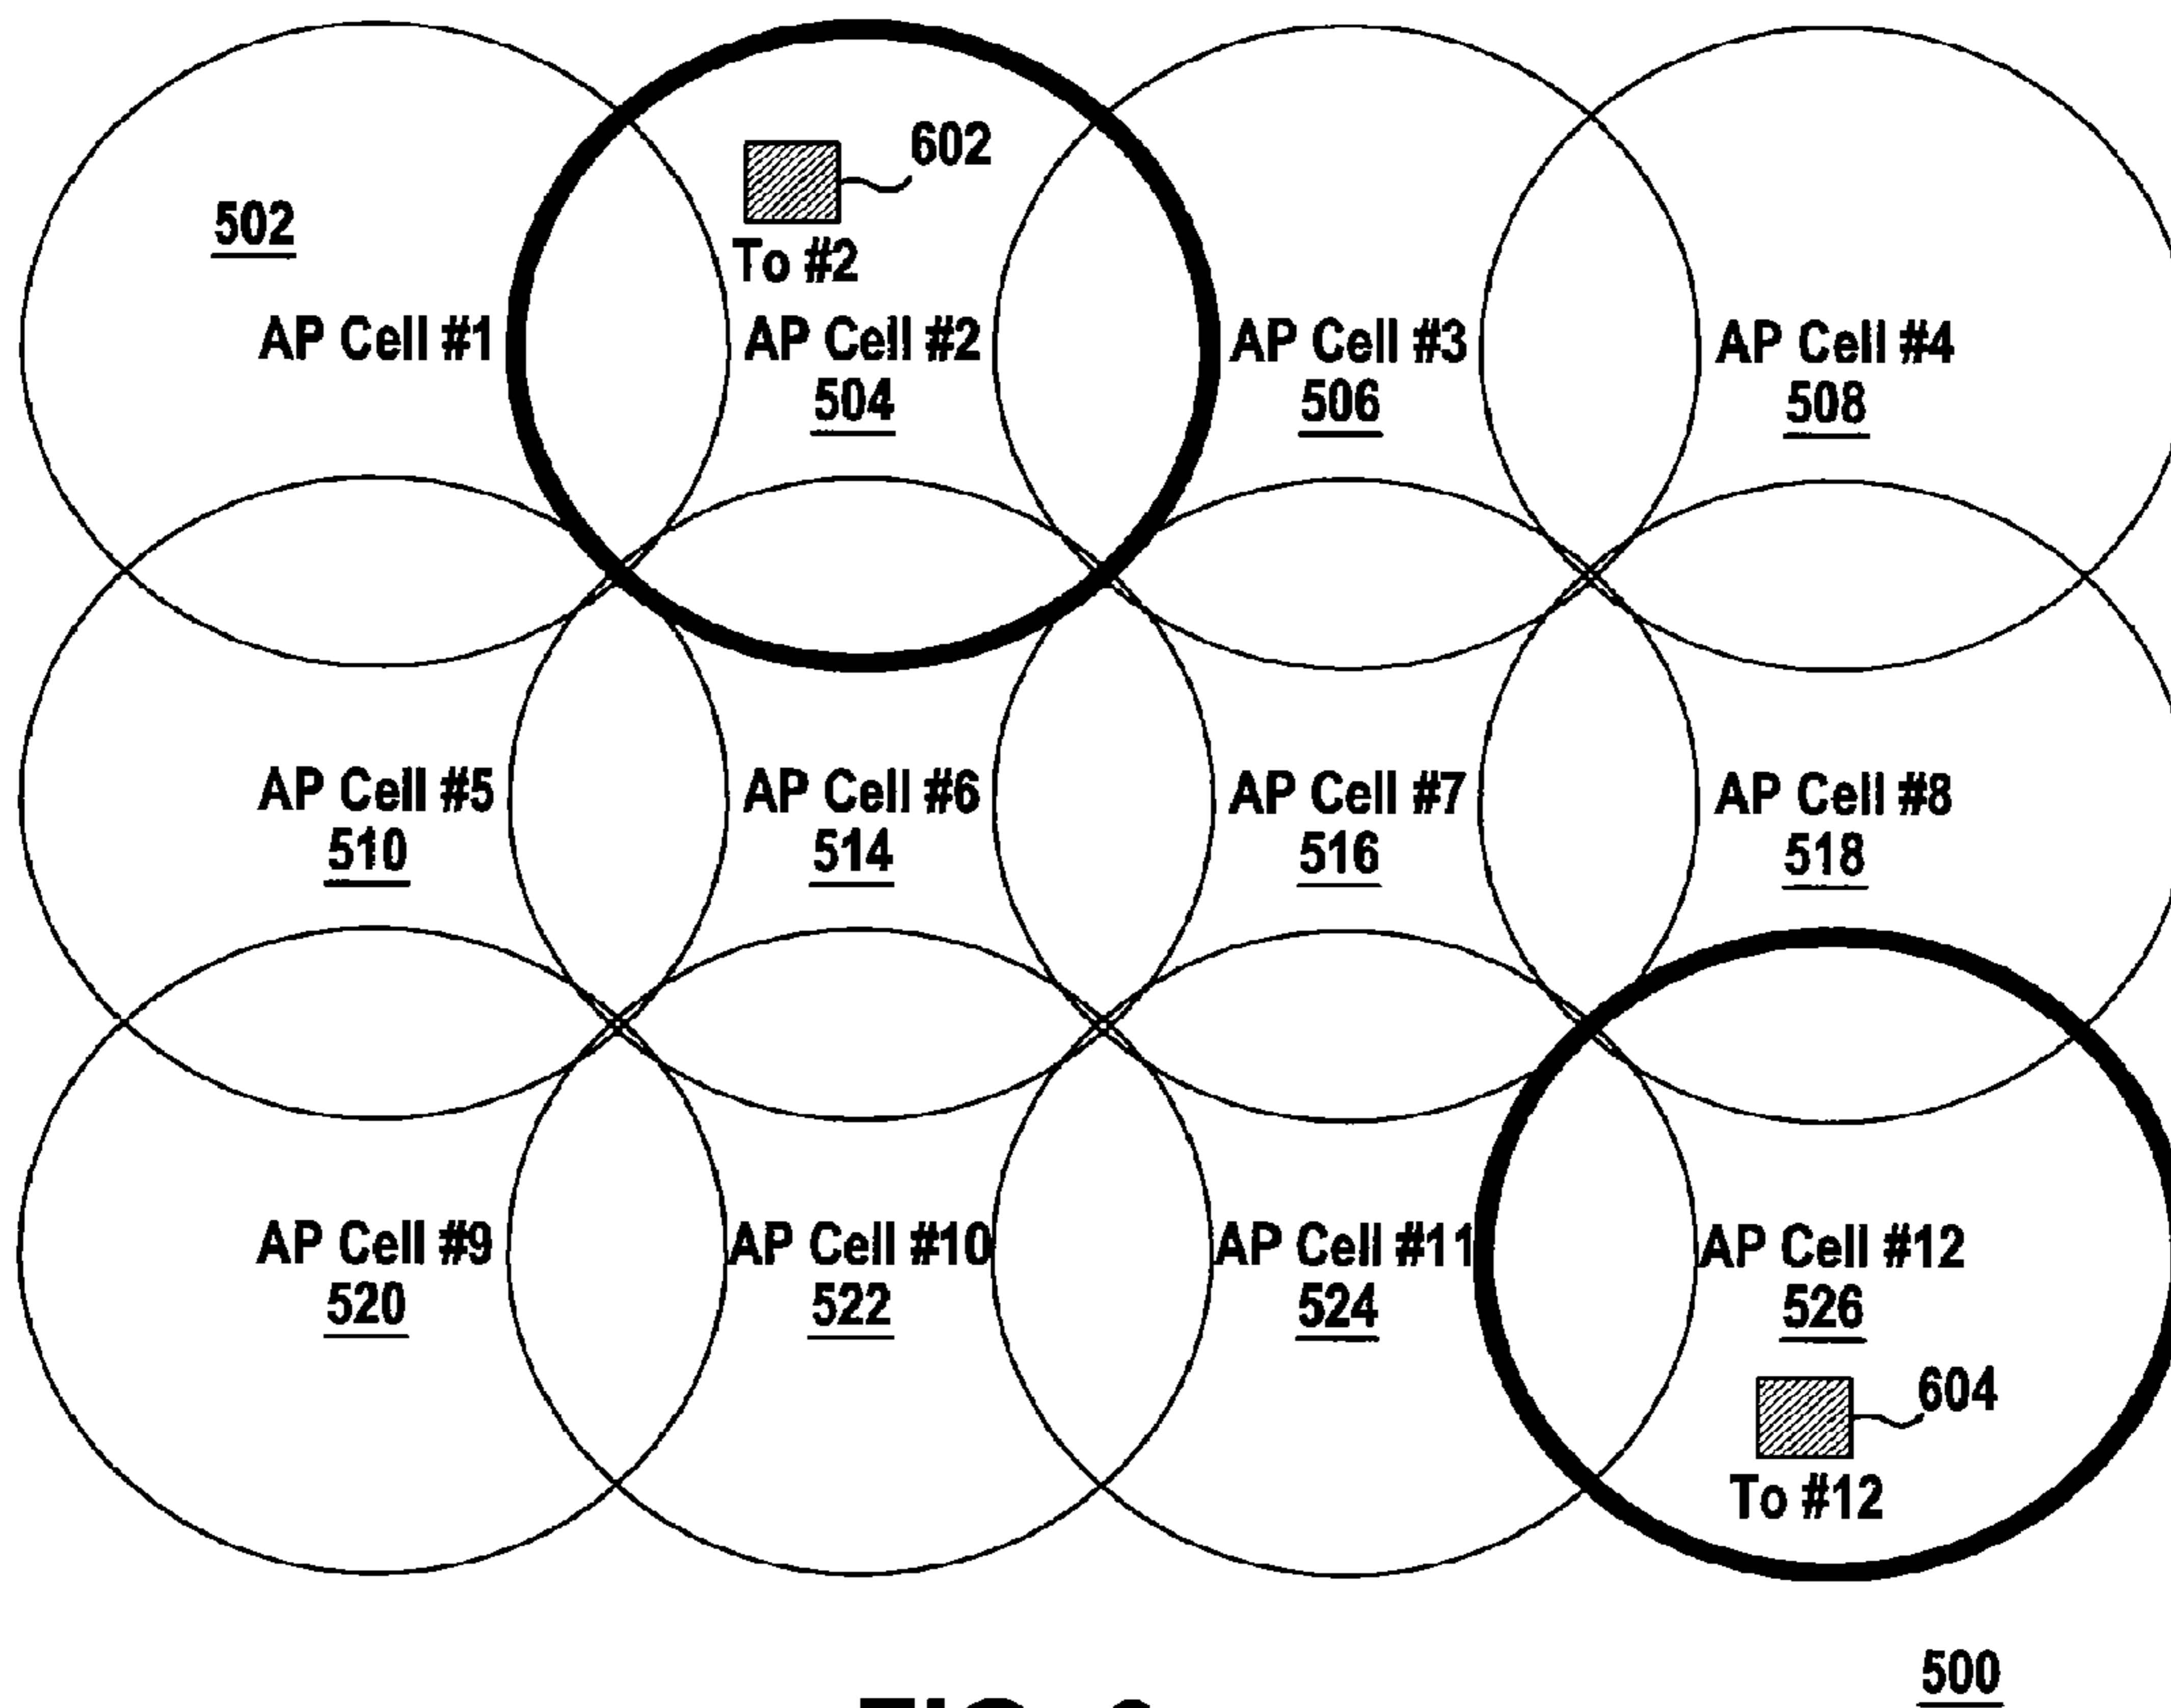 602
502
To #2
AP Cell #1
AP Cell #2
504
AP Cell #3
506
AP Cell #4
508
AP Cell #5
510
AP Cell #6
514
AP Cell #7
516
AP Cell #8
518
AP Cell #9
520
AP Cell #10
522
AP Cell #11
524
AP Cell #12
526
604
To #12
500